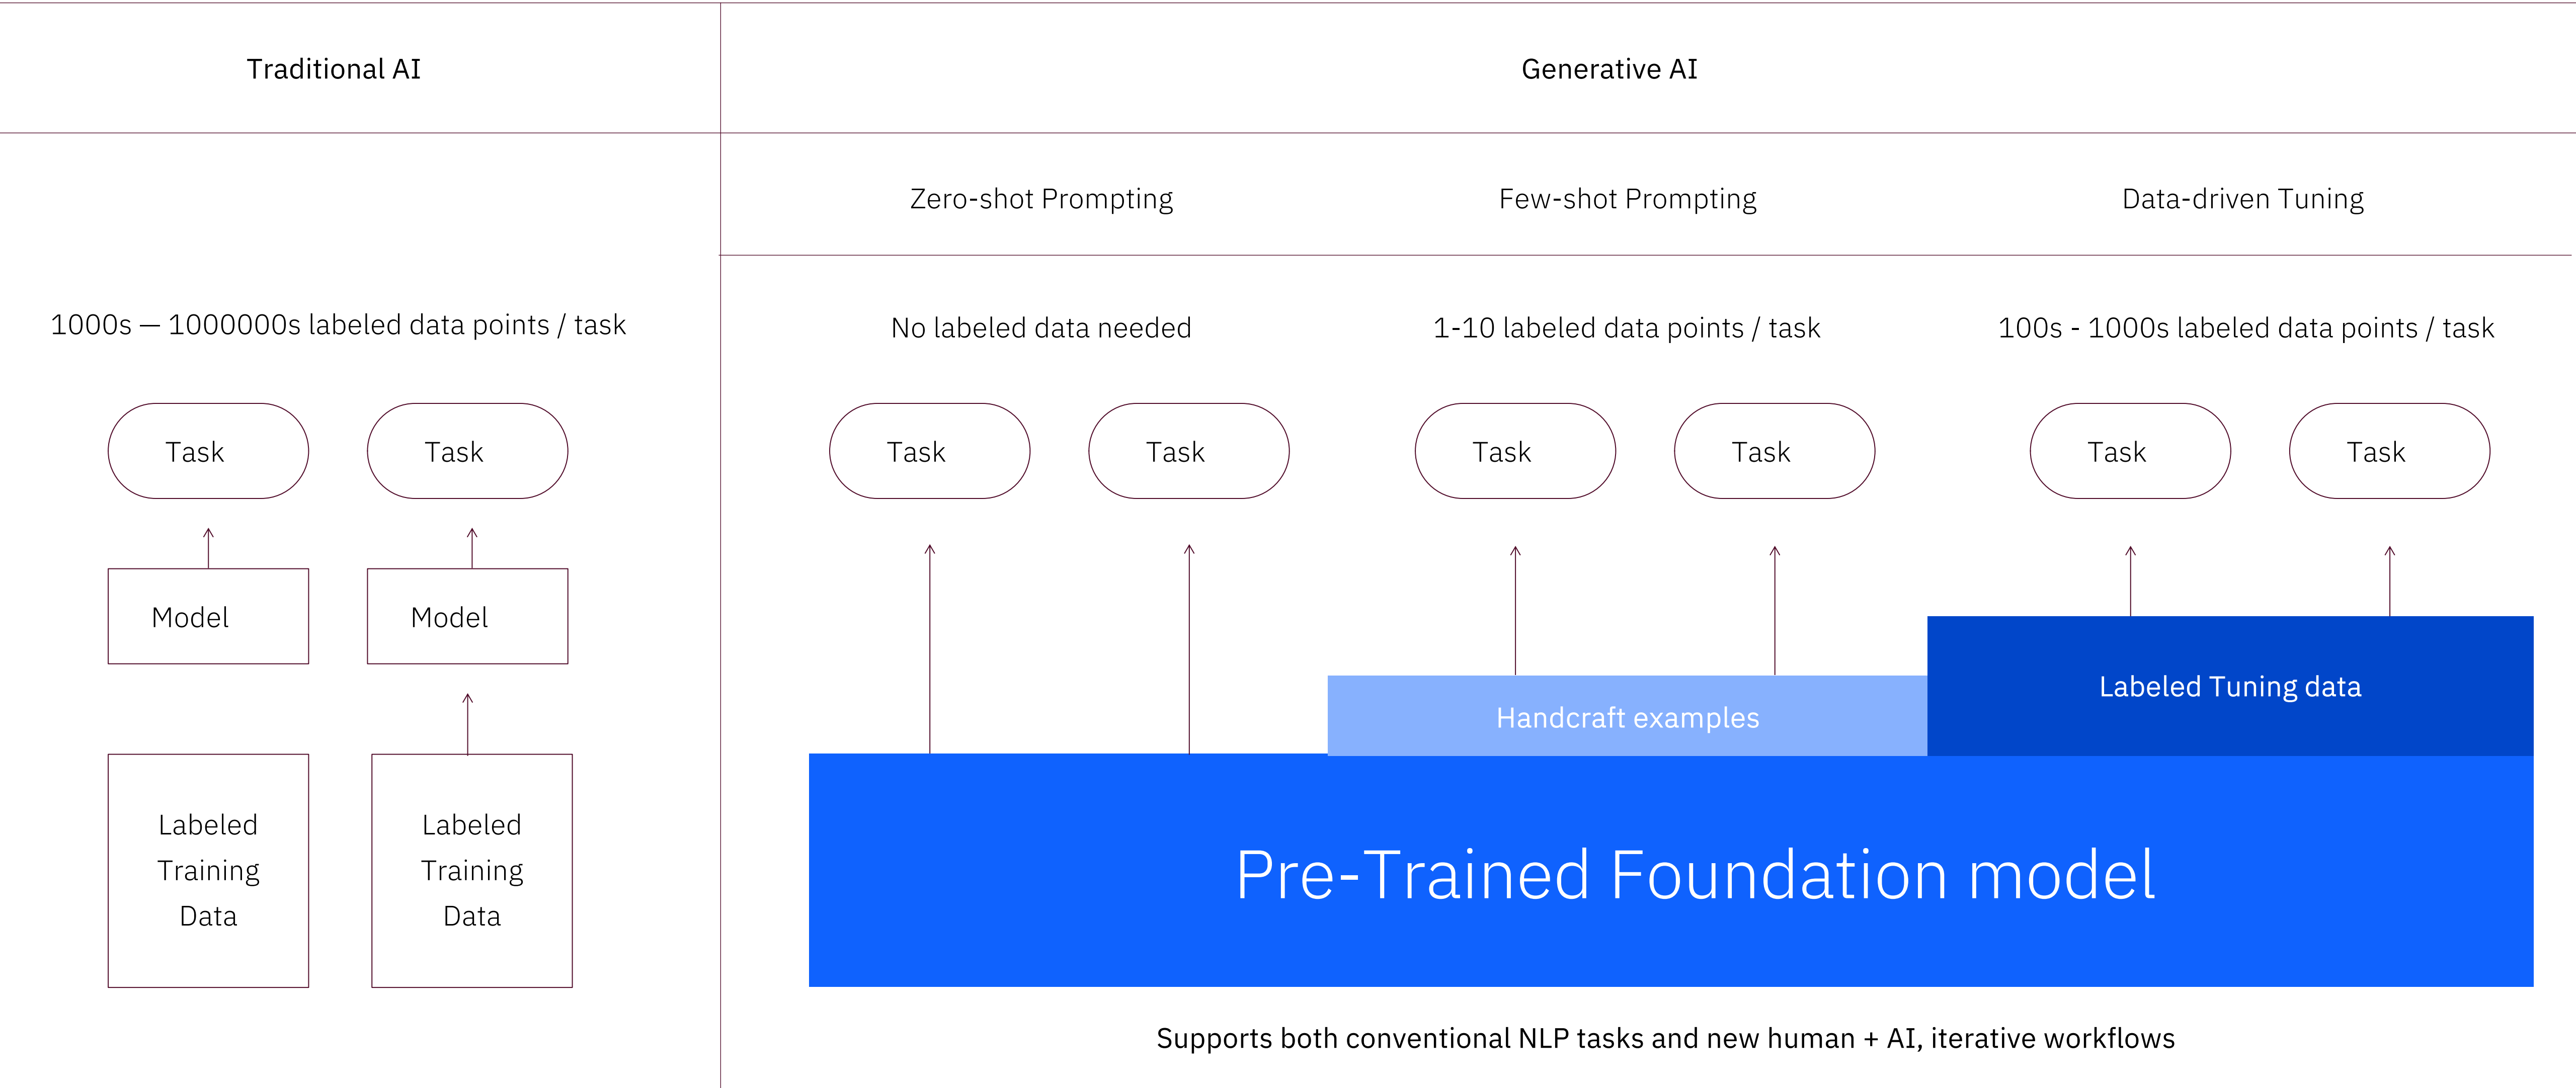 Traditional AI
Generative AI
Zero-shot Prompting
Few-shot Prompting
Data-driven Tuning
1000s — 1000000s labeled data points / task
No labeled data needed
1-10 labeled data points / task
100s - 1000s labeled data points / task
Task
Task
Task
Task
Task
Task
Task
Task
Model
Model
Labeled
Training
Data
Labeled
Training
Data
Handcraft examples
Labeled Tuning data
Pre-Trained Foundation model
Supports both conventional NLP tasks and new human + AI, iterative workflows